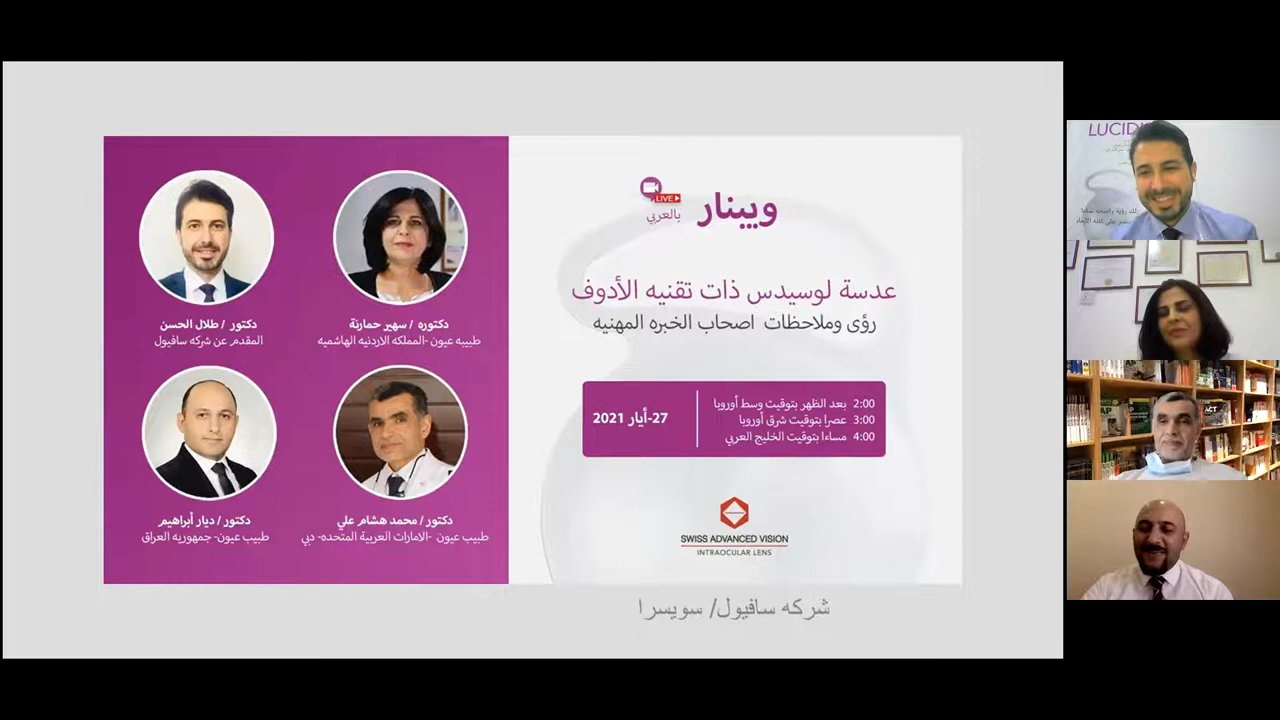 ويبينار
LIVE
بالعربي
عدسة لوسيدس ذات تقنيه الأدوف
رؤى وملاحظات اصحاب الخبره المهنيه
2:00 بعد الظهر بتوقيت وسط أوروبا
3:00 عصرا بتوقيت شرق أوروبا
4:00 مساءا بتوقيت الخليج العربي
27-أيار 2021
SWISS ADVANCED VISION
INTRAOCULAR LENS
شركه سافيول/ سويسرا
دكتوره / سهير حمارنة
طبيبه عيون -المملكه الاردنيه الهاشميه
دكتور / طلال الحسن
المقدم عن شركه سافيول
دكتور / محمد هشام علي
طبيب عيون -الامارات العربية المتحده- دبي
دكتور / ديار أبراهيم
طبيب عيون- جمهوريه العراق